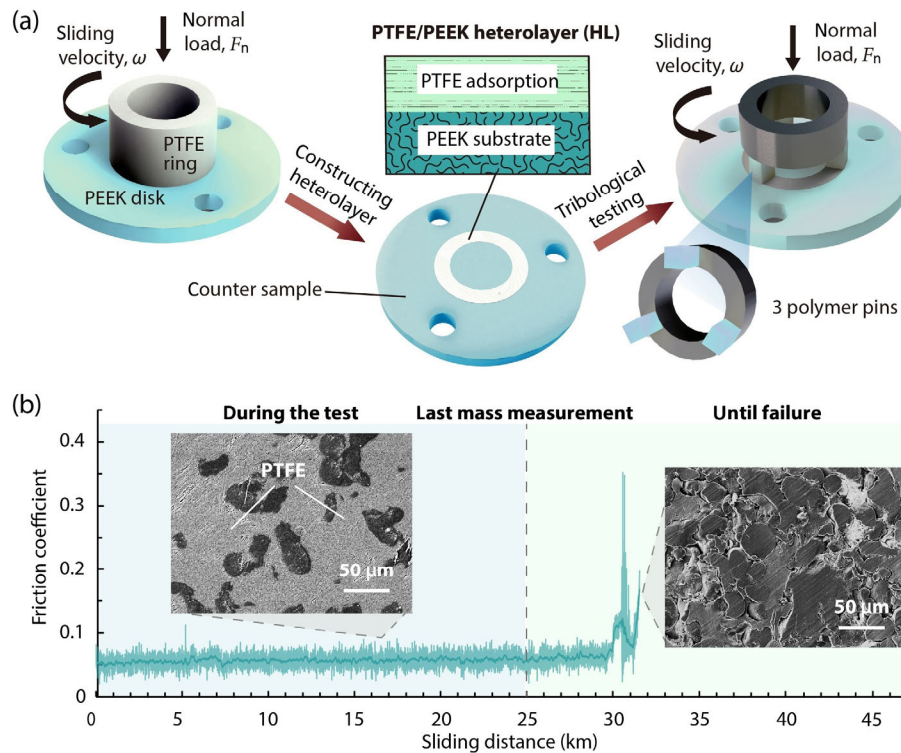 (a)
Sliding
velocity, ω
Normal
load, Fn
PTFE
ring
PEEK disk
Constructing
heterolayer
PTFE/PEEK heterolayer (HL)
PTFE adsorption
PEEK substrate
Counter sample
Tribological
testing
Sliding
velocity, ω
Normal
load, Fn
3 polymer pins
(b)
During the test
Last mass measurement
Until failure
Friction coefficient
0.4
0.3
0.2
0.1
0
PTFE
50 μm
50 μm
0 5 10 15 20 25 30 35 40 45
Sliding distance (km)